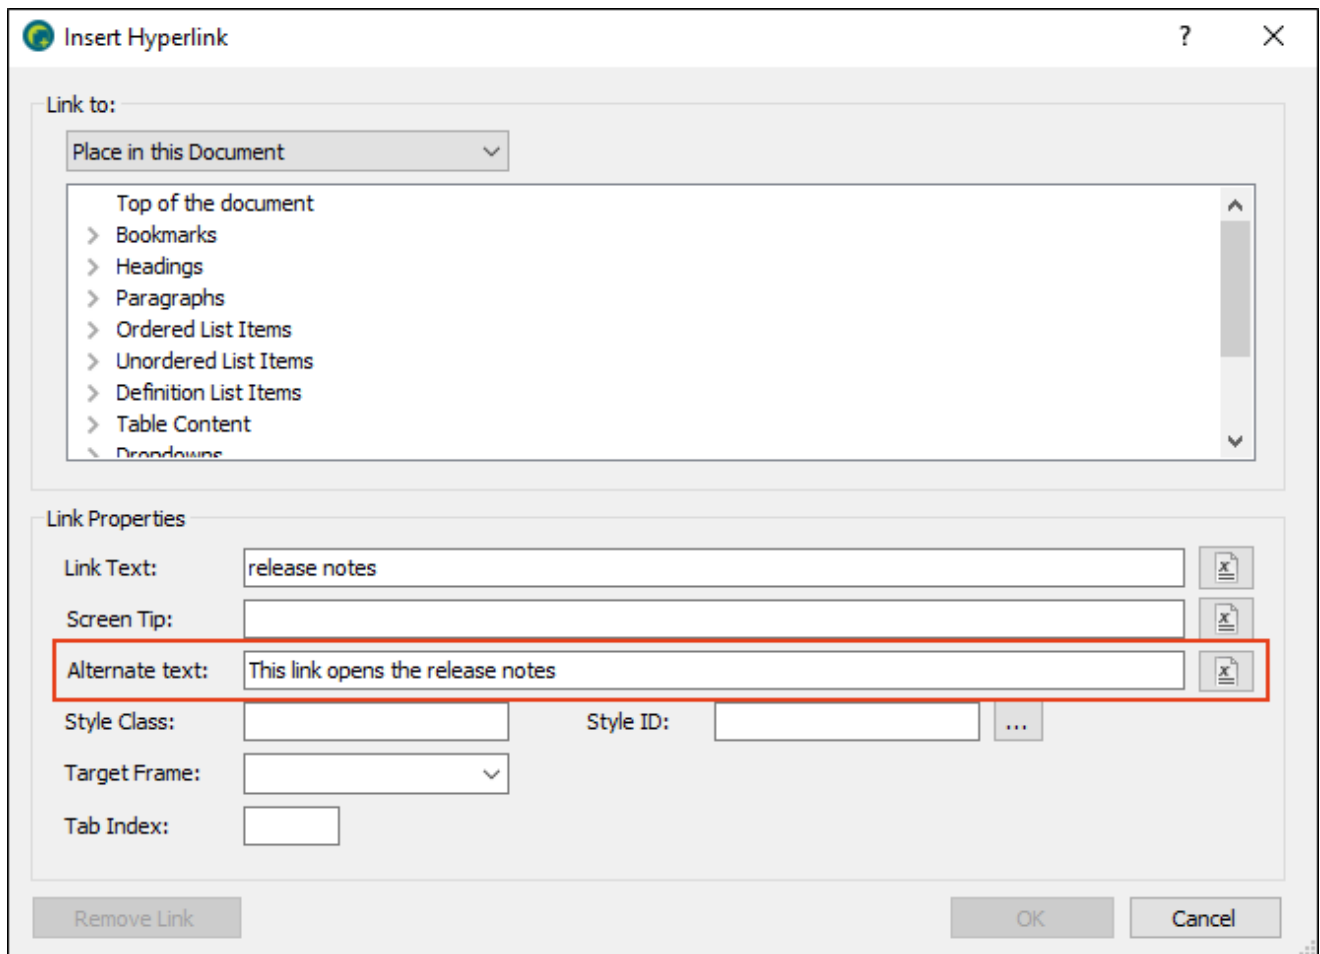 Insert Hyperlink ?
Link to:
Place in this Document
Top of the document
Bookmarks
Headings
Paragraphs
Ordered List Items
Unordered List Items
Definition List Items
Table Content
Dropdowns
Link Properties
Link Text: release notes
Screen Tip:
Alternate text: This link opens the release notes
Style Class: Style ID: ...
Target Frame:
Tab Index:
Remove Link OK Cancel